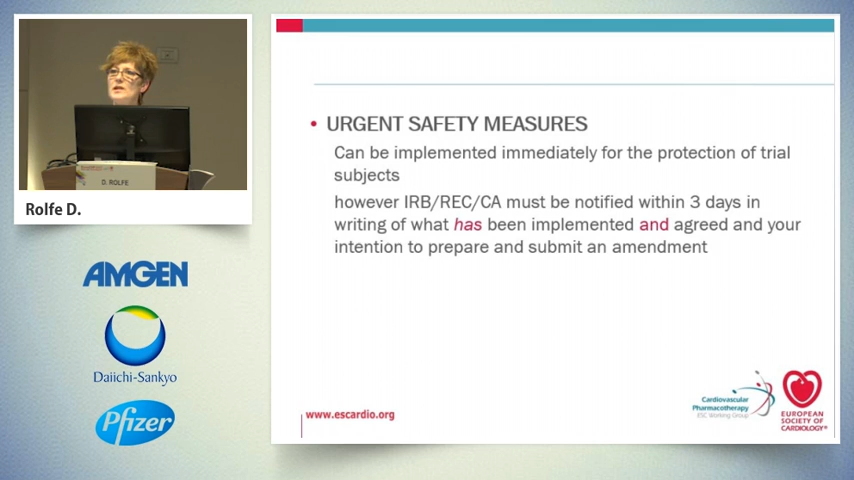 D. ROLFE
Rolfe D.
AMGEN
Daiichi-Sankyo
Pfizer
• URGENT SAFETY MEASURES
Can be implemented immediately for the protection of trial
subjects
however IRB/REC/CA must be notified within 3 days in
writing of what has been implemented and agreed and your
intention to prepare and submit an amendment
www.escardio.org
Cardiovascular
Pharmacotherapy
ESC Working Group
EUROPEAN
SOCIETY OF
CARDIOLOGY®